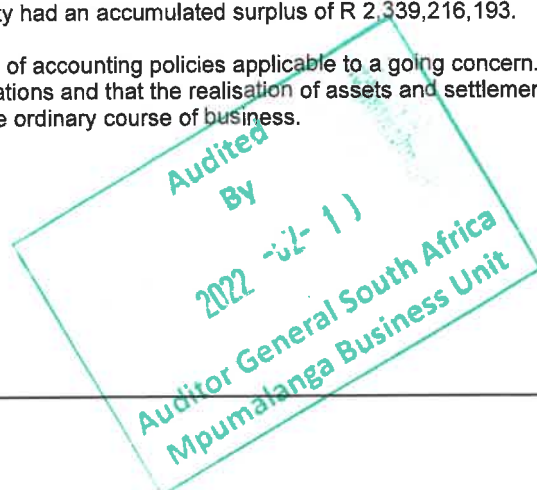 ty had an accumulated surplus of R 2,339,216,193.
of accounting policies applicable to a going concern.
ations and that the realisation of assets and settlemen
e ordinary course of business.
Audited
By
2022
Auditor General South Africa
Mpumalanga Business Unit